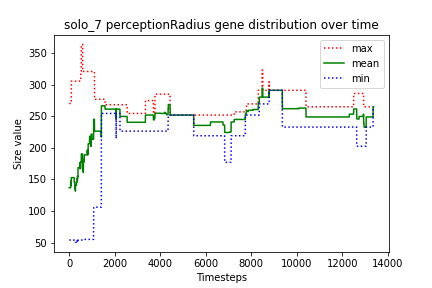 solo_7 perceptionRadius gene distribution over time
max
mean
min
Size value
350
300
250
200
150
100
50
0
2000
4000
6000
8000
10000
12000
14000
Timesteps